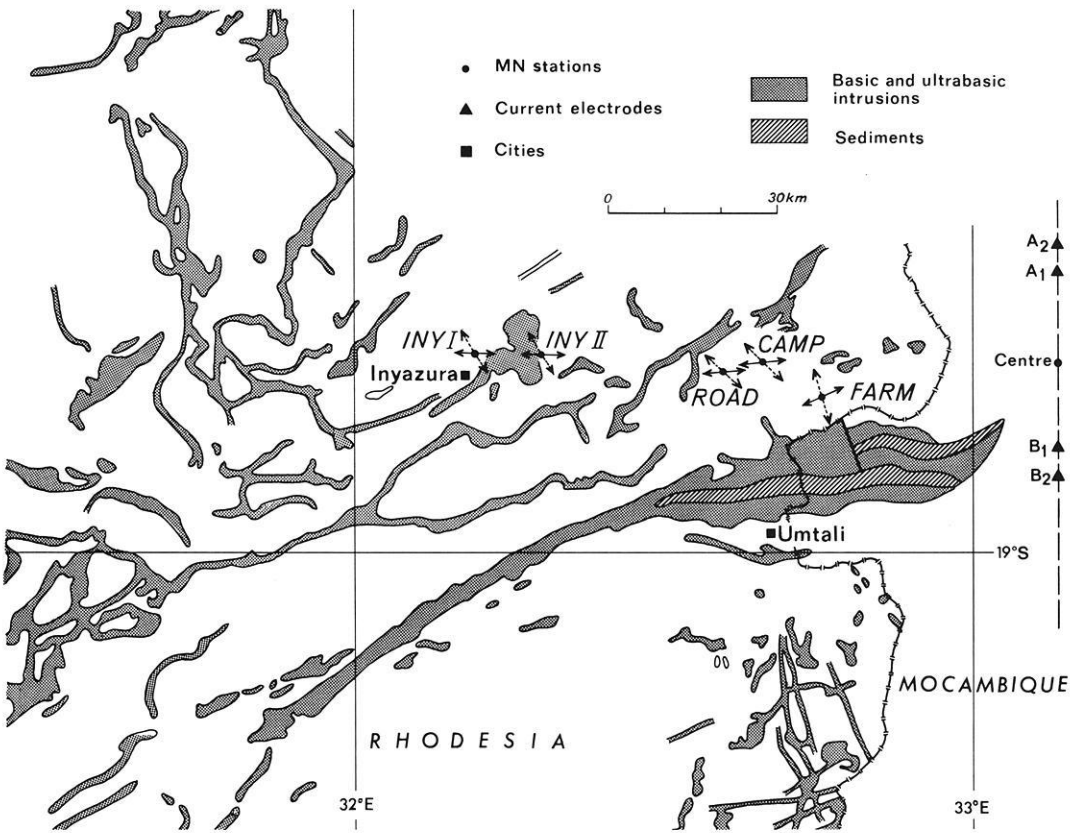 MN stations
Current electrodes
Cities
Basic and ultrabasic
intrusions
Sediments
0 30km
A2
A1
Centre
B1
B2
INY I
INY II
Inyazura
CAMP
ROAD
FARM
Umtali
19°S
MOCAMBIQUE
RHODESIA
32°E
33°E